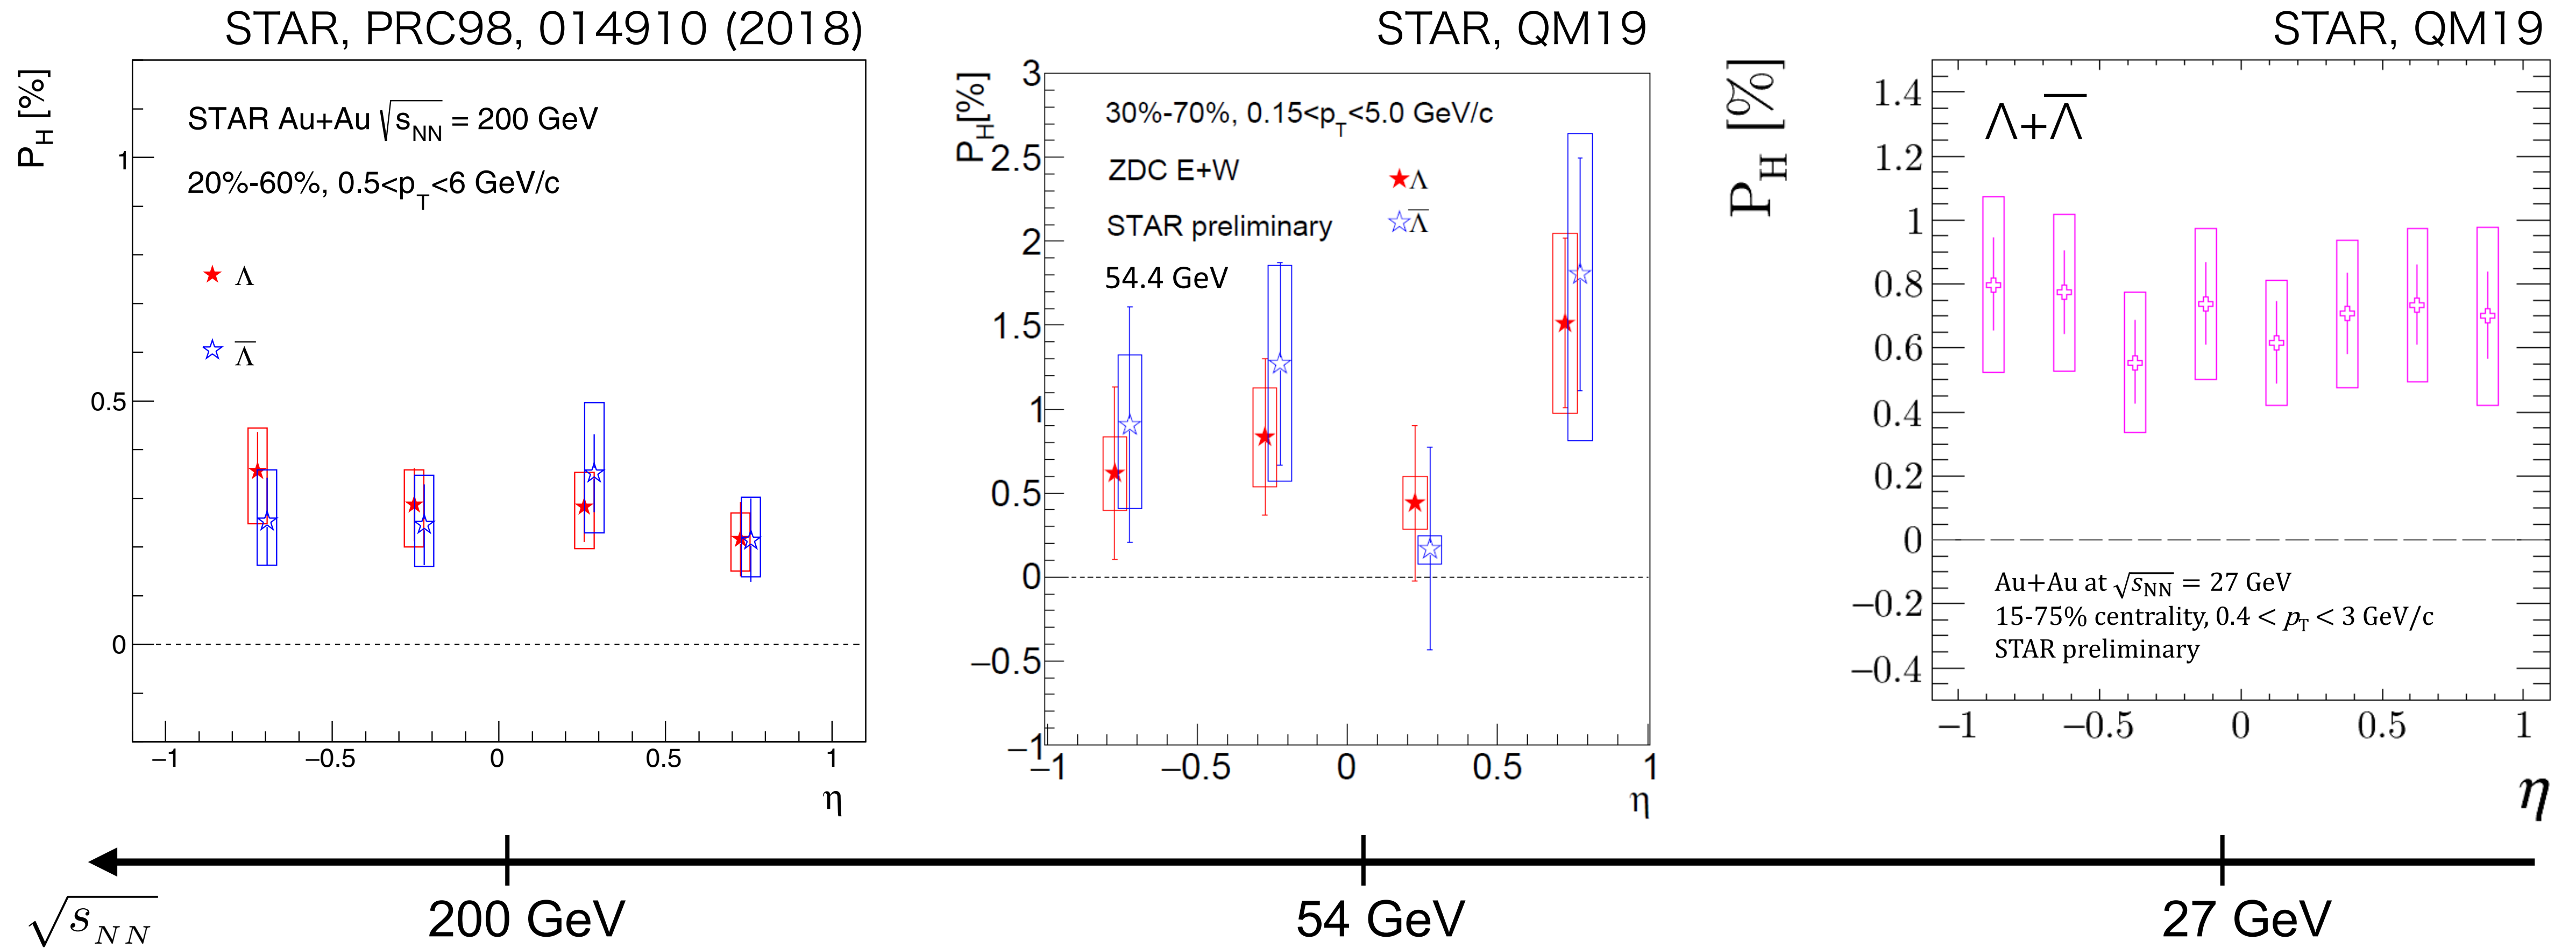 STAR, PRC98, 014910 (2018)
P_H [%]
STAR Au+Au √s_NN = 200 GeV
20%-60%, 0.5<p_T<6 GeV/c
★ Λ
☆ Λ̅
1
0.5
0
−1 −0.5 0 0.5 1
η
STAR, QM19
P_H[%]
30%-70%, 0.15<p_T<5.0 GeV/c
ZDC E+W
★Λ
STAR preliminary
☆Λ̅
54.4 GeV
3
2.5
2
1.5
1
0.5
0
−0.5
−1
−1 −0.5 0 0.5 1
η
STAR, QM19
P_H [%]
Λ+Λ̅
1.4
1.2
1
0.8
0.6
0.4
0.2
0
−0.2
−0.4
Au+Au at √s_NN = 27 GeV
15-75% centrality, 0.4 < p_T < 3 GeV/c
STAR preliminary
−1 −0.5 0 0.5 1
η
√s_NN
200 GeV 54 GeV 27 GeV